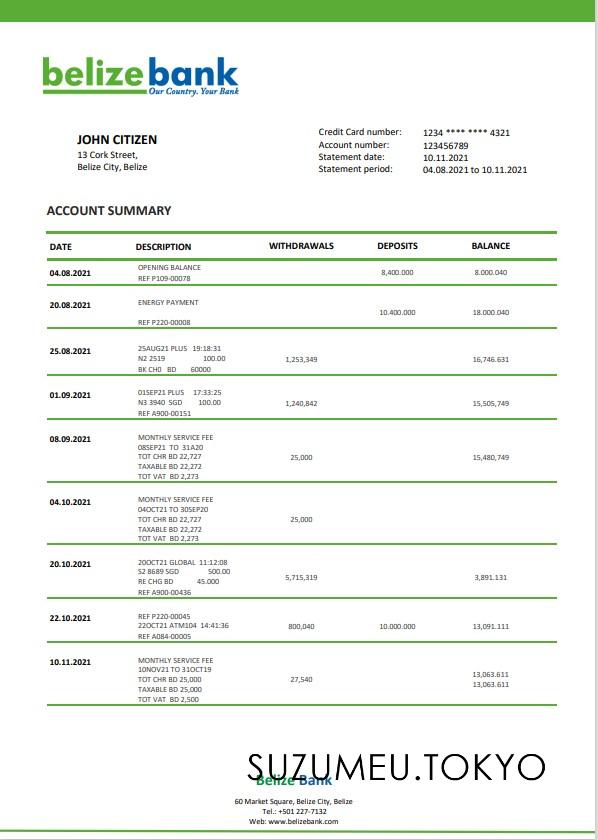 belizebank
Our Country. Your Bank
JOHN CITIZEN
13 Cork Street,
Belize City, Belize
Credit Card number: 1234 **** **** 4321
Account number: 123456789
Statement date: 10.11.2021
Statement period: 04.08.2021 to 10.11.2021
ACCOUNT SUMMARY
DATE DESCRIPTION WITHDRAWALS DEPOSITS BALANCE
04.08.2021 OPENING BALANCE 8,400.000 8.000.040
REF P109-00078
20.08.2021 ENERGY PAYMENT
10.400.000 18.000.040
REF P220-00008
25.08.2021 25AUG21 PLUS 19:18:31
N2 2519 100.00 1,253,349 16,746.631
BK CH0 BD 60000
01.09.2021 01SEP21 PLUS 17:33:25
N3 3940 SGD 100.00 1,240,842 15,505,749
REF A900-00151
08.09.2021 MONTHLY SERVICE FEE
08SEP21 TO 31A20
TOT CHR BD 22,727 25,000 15,480,749
TAXABLE BD 22,272
TOT VAT BD 2,273
04.10.2021 MONTHLY SERVICE FEE
04OCT21 TO 30SEP20
TOT CHR BD 22,727 25,000
TAXABLE BD 22,272
TOT VAT BD 2,273
20.10.2021 20OCT21 GLOBAL 11:12:08
S2 8689 SGD 500.00
RE CHG BD 45.000 5,715,319 3,891.131
REF A900-00436
22.10.2021 REF P220-00045
22OCT21 ATM104 14:41:36 800,040 10.000.000 13,091.111
REF A084-00005
10.11.2021 MONTHLY SERVICE FEE
10NOV21 TO 31OCT19 13,063.611
TOT CHR BD 25,000 27,540 13,063.611
TAXABLE BD 25,000
TOT VAT BD 2,500
SUZUMEU.TOKYO
Belize Bank
60 Market Square, Belize City, Belize
Tel.: +501 227-7132
Web: www.belizebank.com